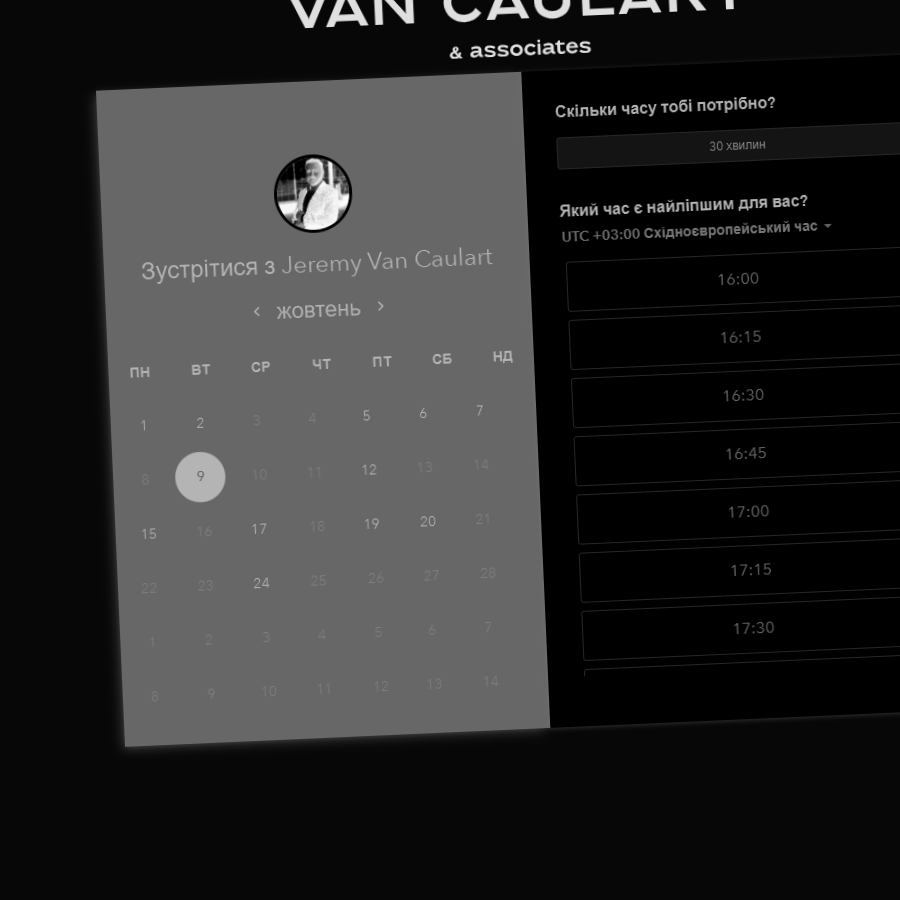 VAN CAULART
& associates
Зустрітися з Jeremy Van Caulart
‹ жовтень ›
ПН ВТ СР ЧТ ПТ СБ НД
1 2 3 4 5 6 7
8 9 10 11 12 13 14
15 16 17 18 19 20 21
22 23 24 25 26 27 28
1 2 3 4 5 6 7
8 9 10 11 12 13 14
Скільки часу тобі потрібно?
30 хвилин
Який час є найліпшим для вас?
UTC +03:00 Східноєвропейський час
16:00
16:15
16:30
16:45
17:00
17:15
17:30